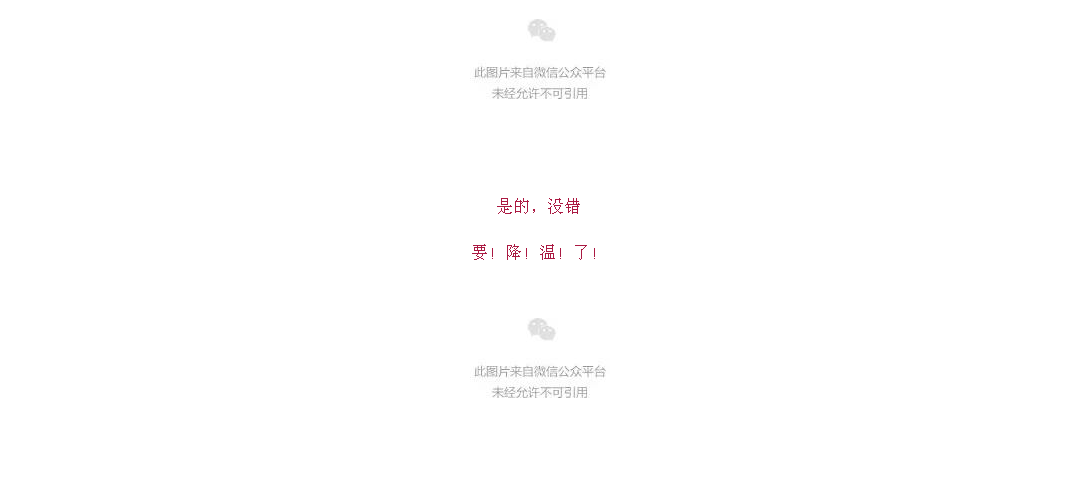 此图片来自微信公众平台
未经允许不可引用
是的，没错
要！降！温！了！
此图片来自微信公众平台
未经允许不可引用